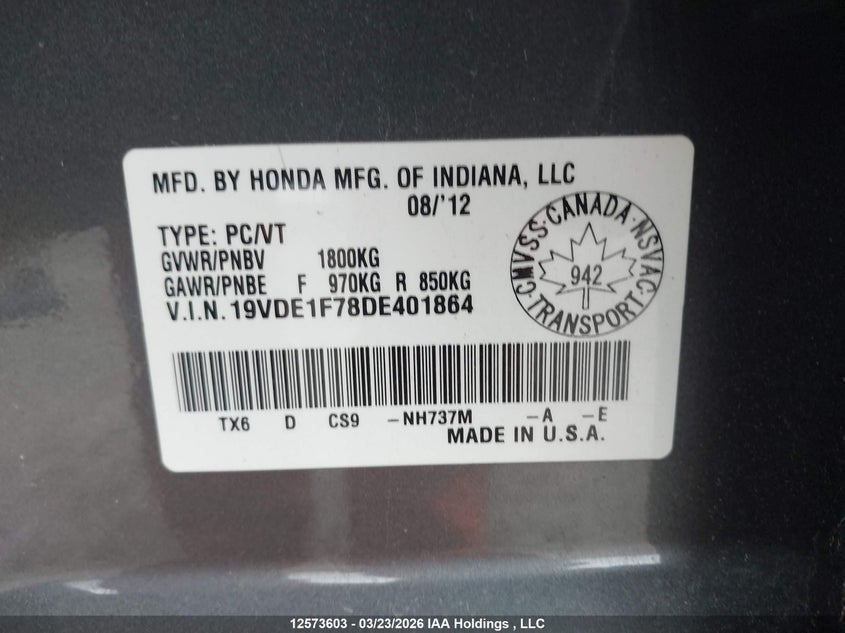 MFD. BY HONDA MFG. OF INDIANA, LLC
08/'12
TYPE: PC/VT
GVWR/PNBV 1800KG
GAWR/PNBE F 970KG R 850KG
V.I.N. 19VDE1F78DE401864
CMVSS·CANADA·NSVAC
942
TRANSPORT
TX6 D CS9 -NH737M -A -E
MADE IN U.S.A.
12573603 - 03/23/2026 IAA Holdings , LLC